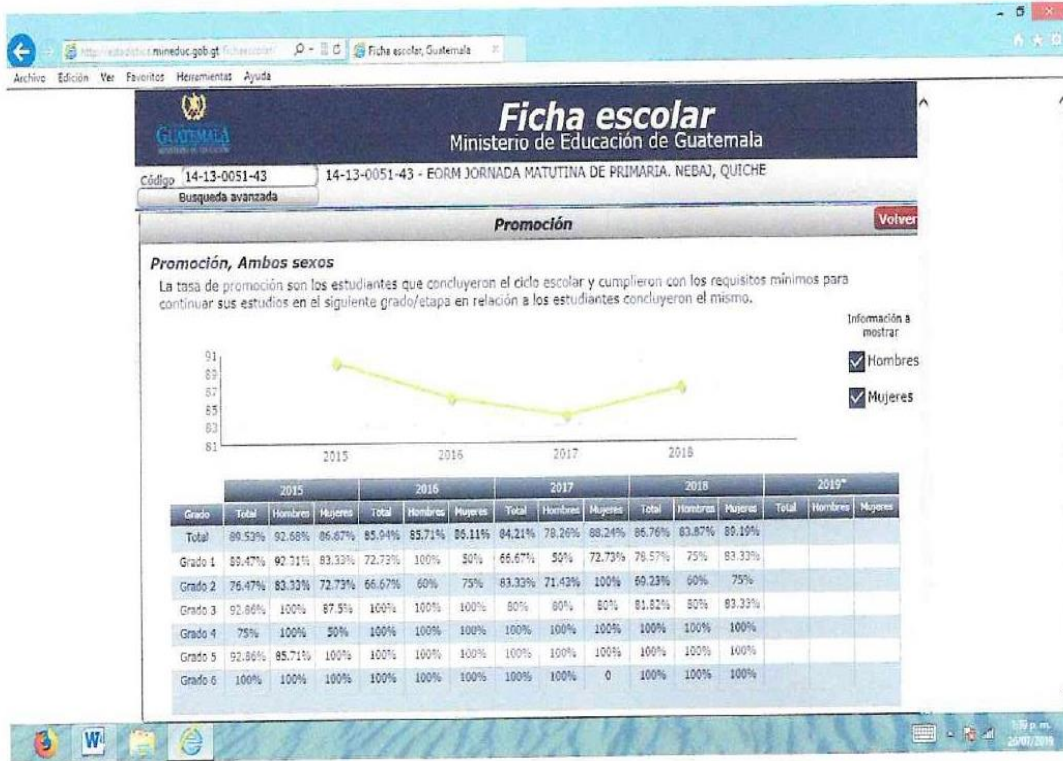 mineduc.gob.gt
Ficha escolar, Guatemala
Archivo Edición Ver Favoritos Herramientas Ayuda
GUATEMALA
Ficha escolar
Ministerio de Educación de Guatemala
Código 14-13-0051-43
14-13-0051-43 - EORM JORNADA MATUTINA DE PRIMARIA. NEBAJ, QUICHE
Busqueda avanzada
Promoción
Volver
Promoción, Ambos sexos
La tasa de promoción son los estudiantes que concluyeron el ciclo escolar y cumplieron con los requisitos mínimos para
continuar sus estudios en el siguiente grado/etapa en relación a los estudiantes concluyeron el mismo.
Información a
mostrar
Hombres
Mujeres
91
89
87
85
83
81
2015 2016 2017 2018
2015 2016 2017 2018 2019*
Grado Total Hombres Mujeres Total Hombres Mujeres Total Hombres Mujeres Total Hombres Mujeres Total Hombres Mujeres
Total 89.53% 92.68% 86.67% 85.94% 85.71% 86.11% 84.21% 78.26% 88.24% 86.76% 83.87% 89.19%
Grado 1 89.47% 92.31% 83.33% 72.73% 100% 50% 66.67% 50% 72.73% 78.57% 75% 83.33%
Grado 2 76.47% 83.33% 72.73% 66.67% 60% 75% 83.33% 71.43% 100% 69.23% 60% 75%
Grado 3 92.86% 100% 87.5% 100% 100% 100% 80% 80% 80% 81.82% 80% 83.33%
Grado 4 75% 100% 50% 100% 100% 100% 100% 100% 100% 100% 100% 100%
Grado 5 92.86% 85.71% 100% 100% 100% 100% 100% 100% 100% 100% 100% 100%
Grado 6 100% 100% 100% 100% 100% 100% 100% 100% 0 100% 100% 100%
W
26/07/2019